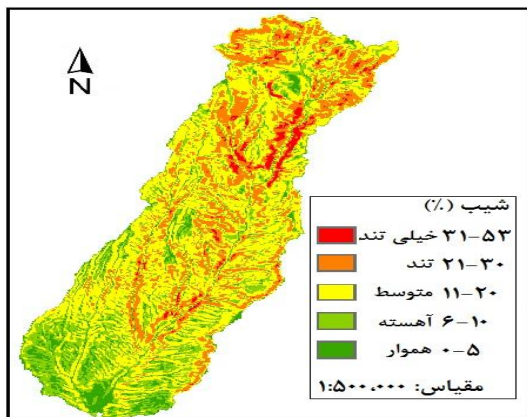 N
شیب (٪)
۳۱-۵۳ خیلی تند
۲۱-۳۰ تند
۱۱-۲۰ متوسط
۶-۱۰ آهسته
۰-۵ هموار
مقیاس: ۱:۵۰۰،۰۰۰